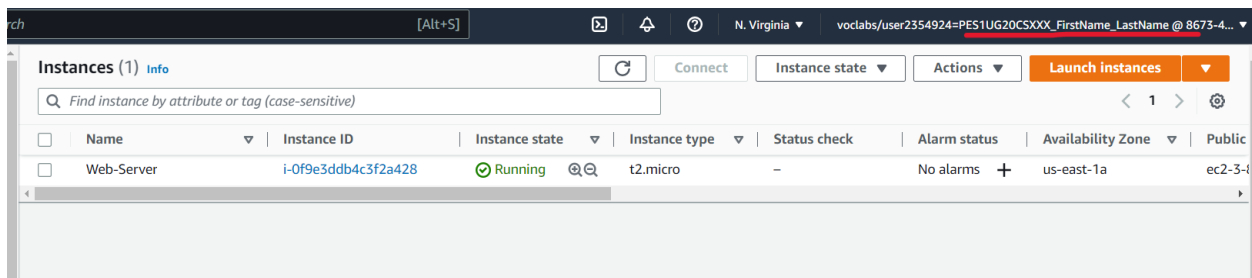 rch [Alt+S] N. Virginia ▼ voclabs/user2354924=PES1UG20CSXXX_FirstName_LastName @ 8673-4... ▼
Instances (1) Info Connect Instance state ▼ Actions ▼ Launch instances ▼
Find instance by attribute or tag (case-sensitive) < 1 >
Name Instance ID Instance state Instance type Status check Alarm status Availability Zone Public
Web-Server i-0f9e3ddb4c3f2a428 Running t2.micro – No alarms + us-east-1a ec2-3-8